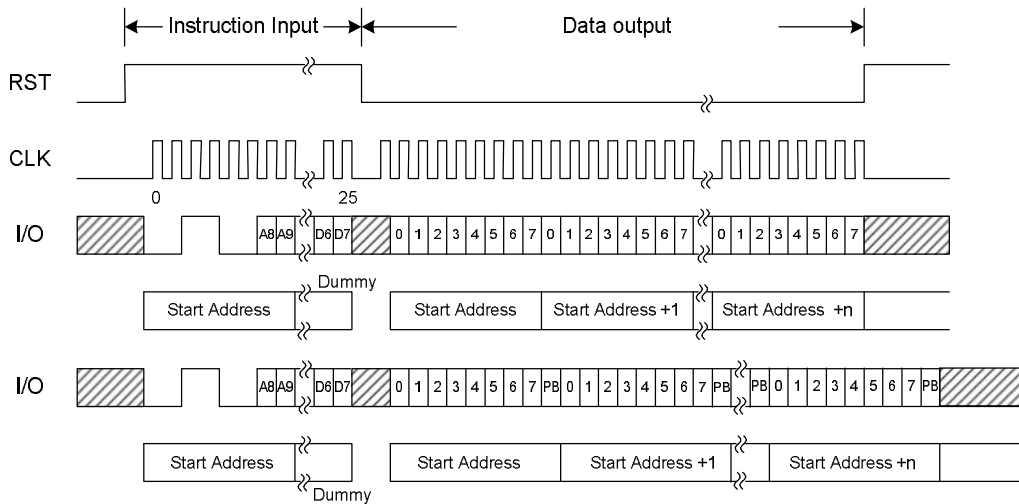 Instruction Input Data output
RST
CLK
0 25
I/O A8 A9 D6 D7 0 1 2 3 4 5 6 7 0 1 2 3 4 5 6 7 0 1 2 3 4 5 6 7
Dummy
Start Address Start Address +1 Start Address +n
I/O A8 A9 D6 D7 0 1 2 3 4 5 6 7 PB 0 1 2 3 4 5 6 7 PB PB 0 1 2 3 4 5 6 7 PB
Start Address Start Address Start Address +1 Start Address +n
Dummy